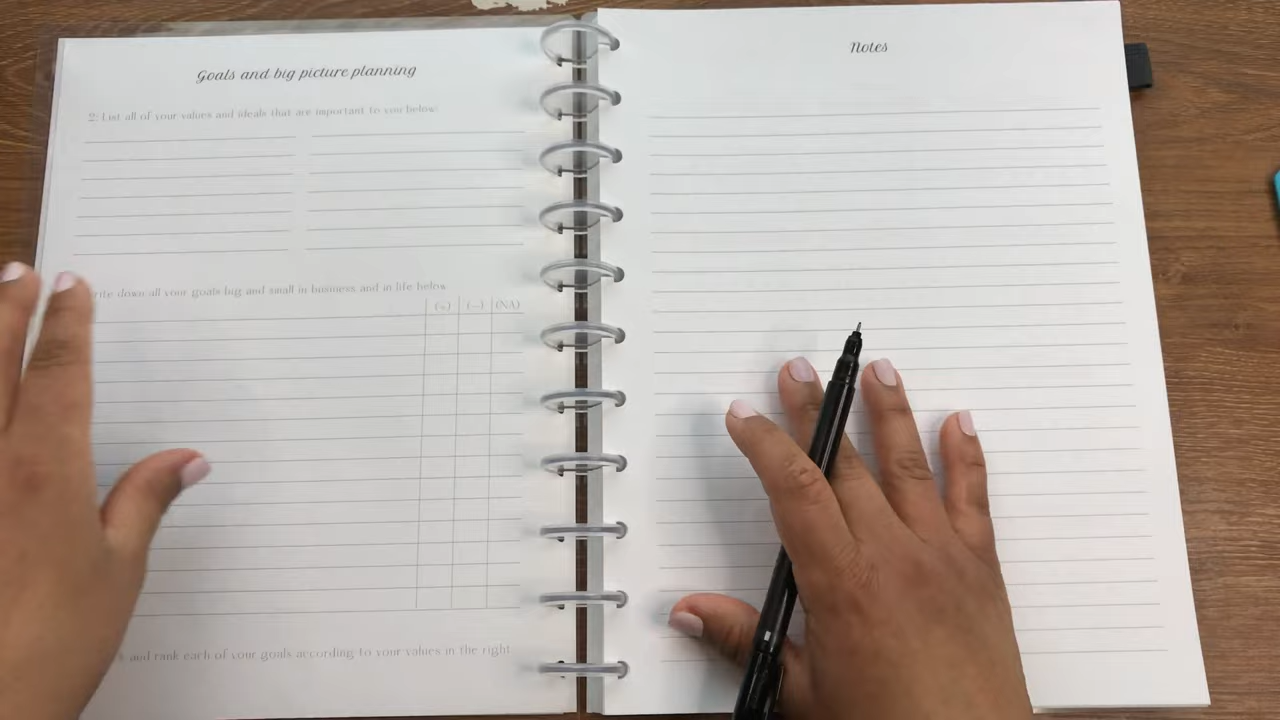 Goals and big picture planning
2: List all of your values and ideals that are important to you below:
rite down all your goals big and small in business and in life below
(+) (-) (NA)
and rank each of your goals according to your values in the right
Notes